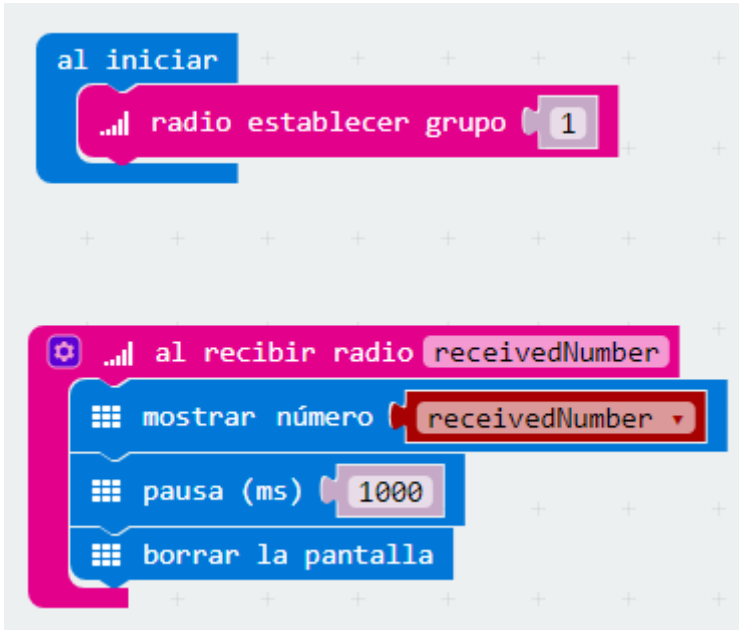 al iniciar
radio establecer grupo 1
al recibir radio receivedNumber
mostrar número receivedNumber
pausa (ms) 1000
borrar la pantalla